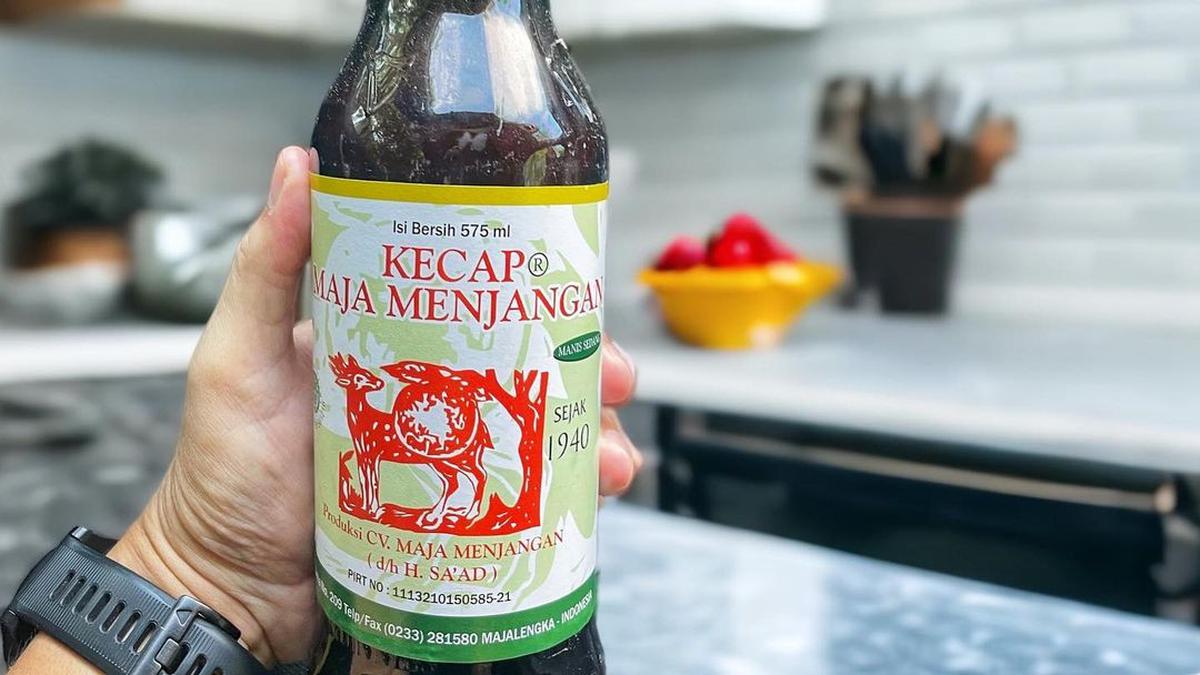 Isi Bersih 575 ml
KECAP®
MAJA MENJANGAN
MANIS SEDANG
SEJAK
1940
Produksi CV. MAJA MENJANGAN
( d/h H. SA'AD )
PIRT NO : 1113210150585-21
No. 209 Telp/Fax (0233) 281580 MAJALENGKA - INDONESIA